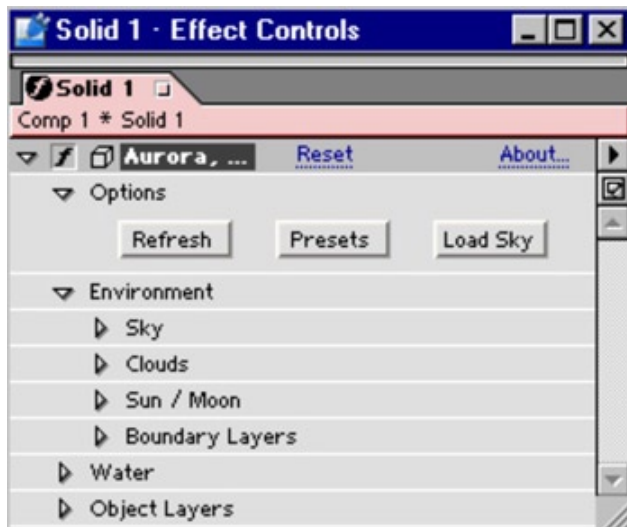 Solid 1 · Effect Controls
Solid 1
Comp 1 * Solid 1
f Aurora, ... Reset About...
Options
Refresh Presets Load Sky
Environment
Sky
Clouds
Sun / Moon
Boundary Layers
Water
Object Layers